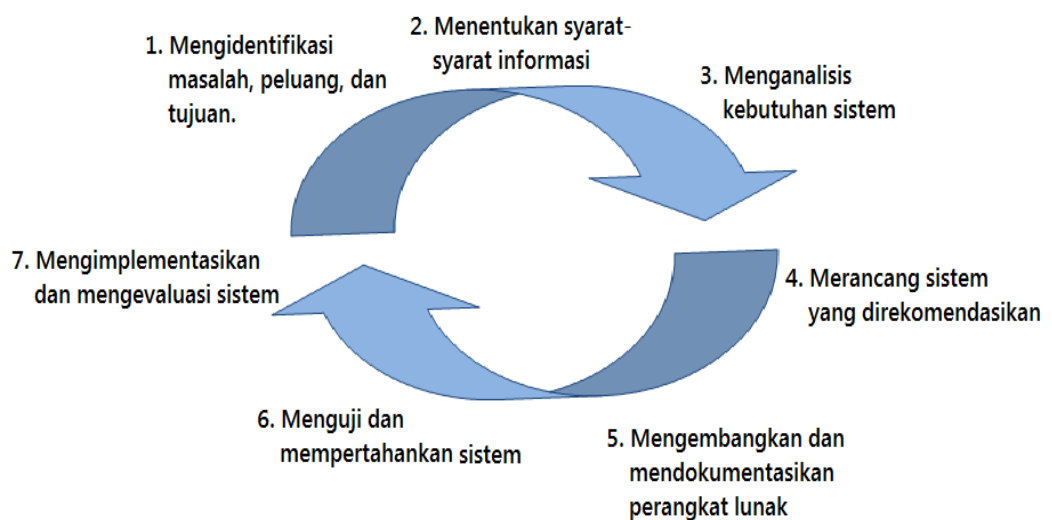 1. Mengidentifikasi
masalah, peluang, dan
tujuan.
2. Menentukan syarat-
syarat informasi
3. Menganalisis
kebutuhan sistem
4. Merancang sistem
yang direkomendasikan
5. Mengembangkan dan
mendokumentasikan
perangkat lunak
6. Menguji dan
mempertahankan sistem
7. Mengimplementasikan
dan mengevaluasi sistem